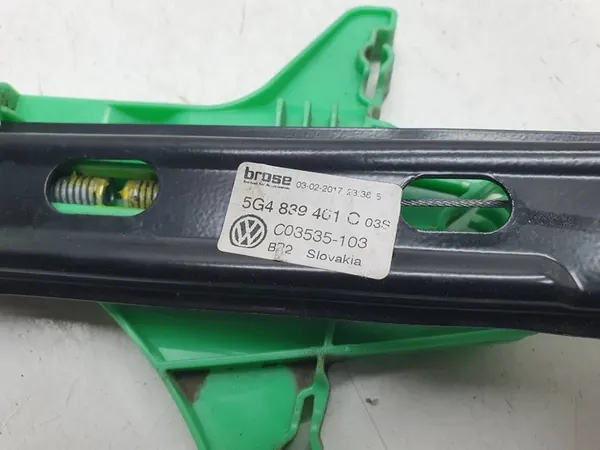 brose 03-02-2017 23:36 5
5G4 839 461 C 03S
C03535-103
BR2 Slovakia